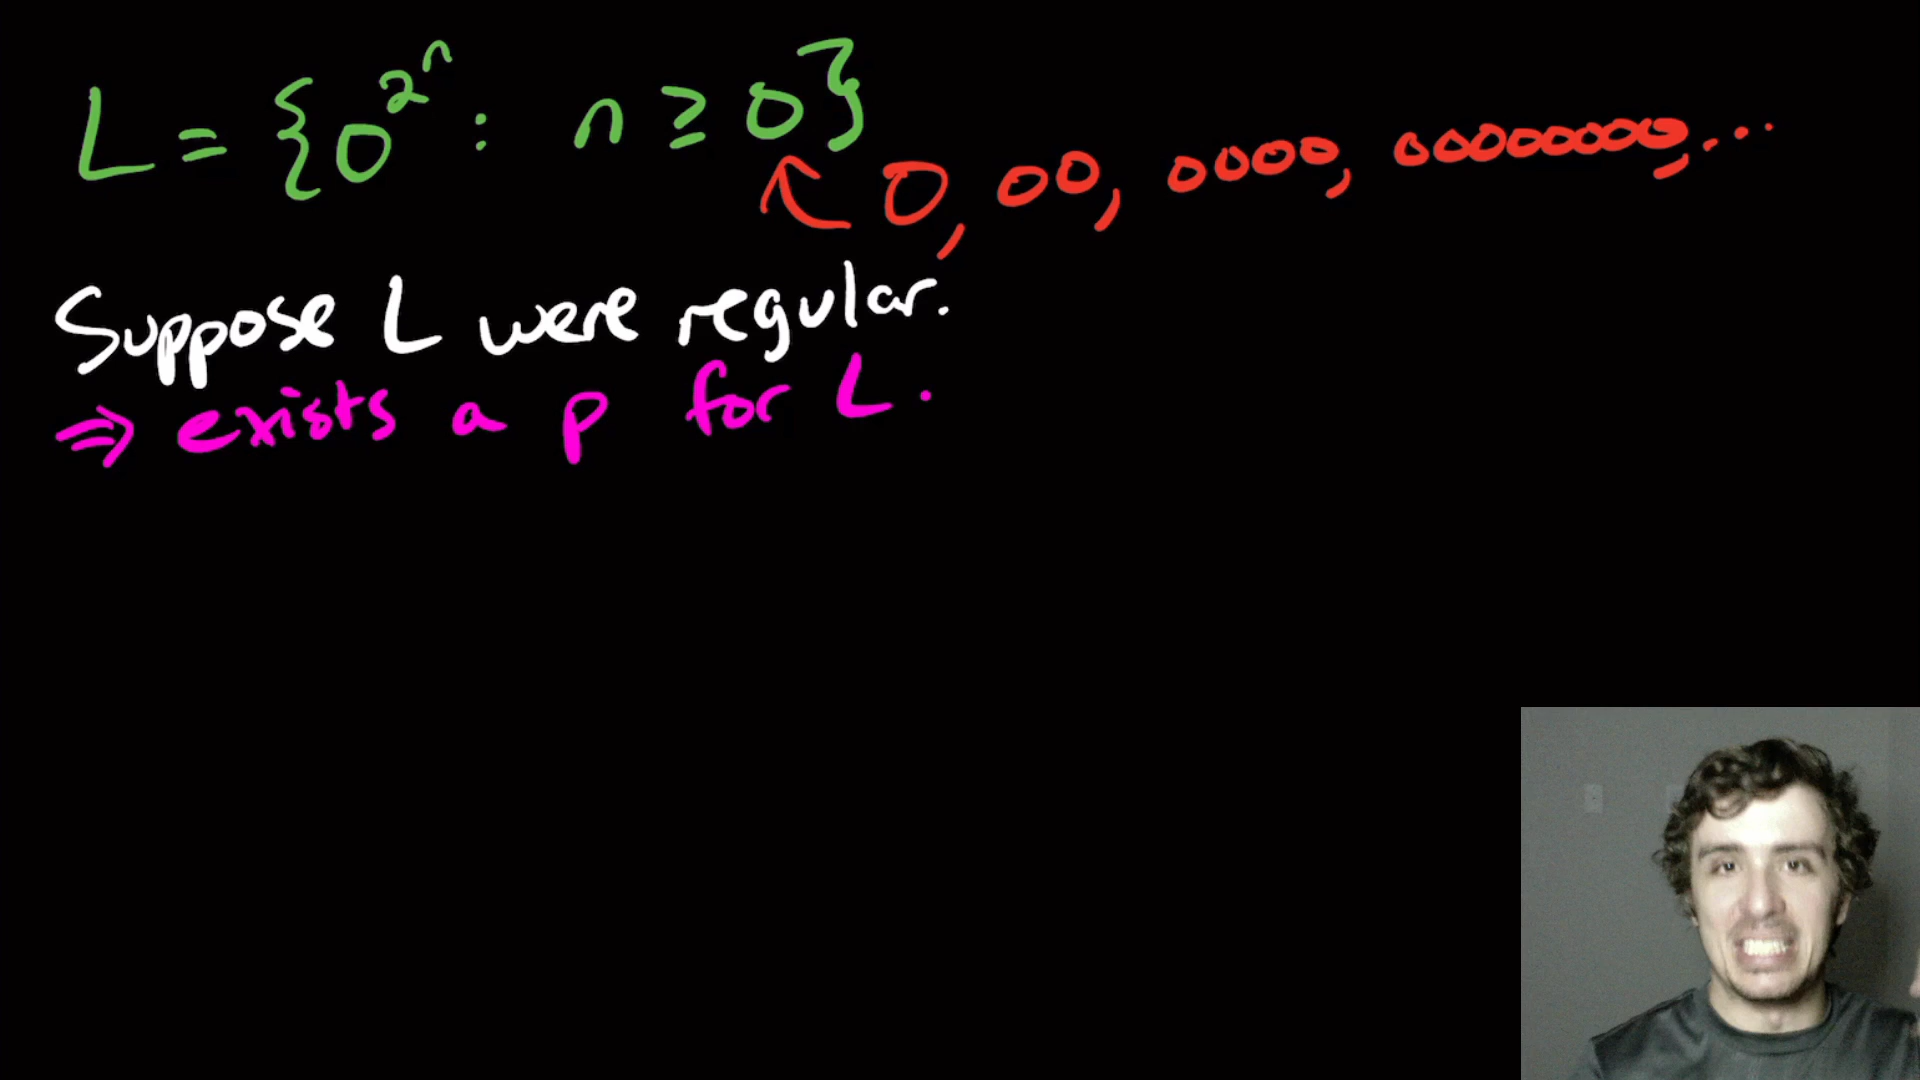 L = {0^2^n : n ≥ 0}
0, 00, 0000, 00000000, ...
Suppose L were regular.
⇒ exists a p for L.